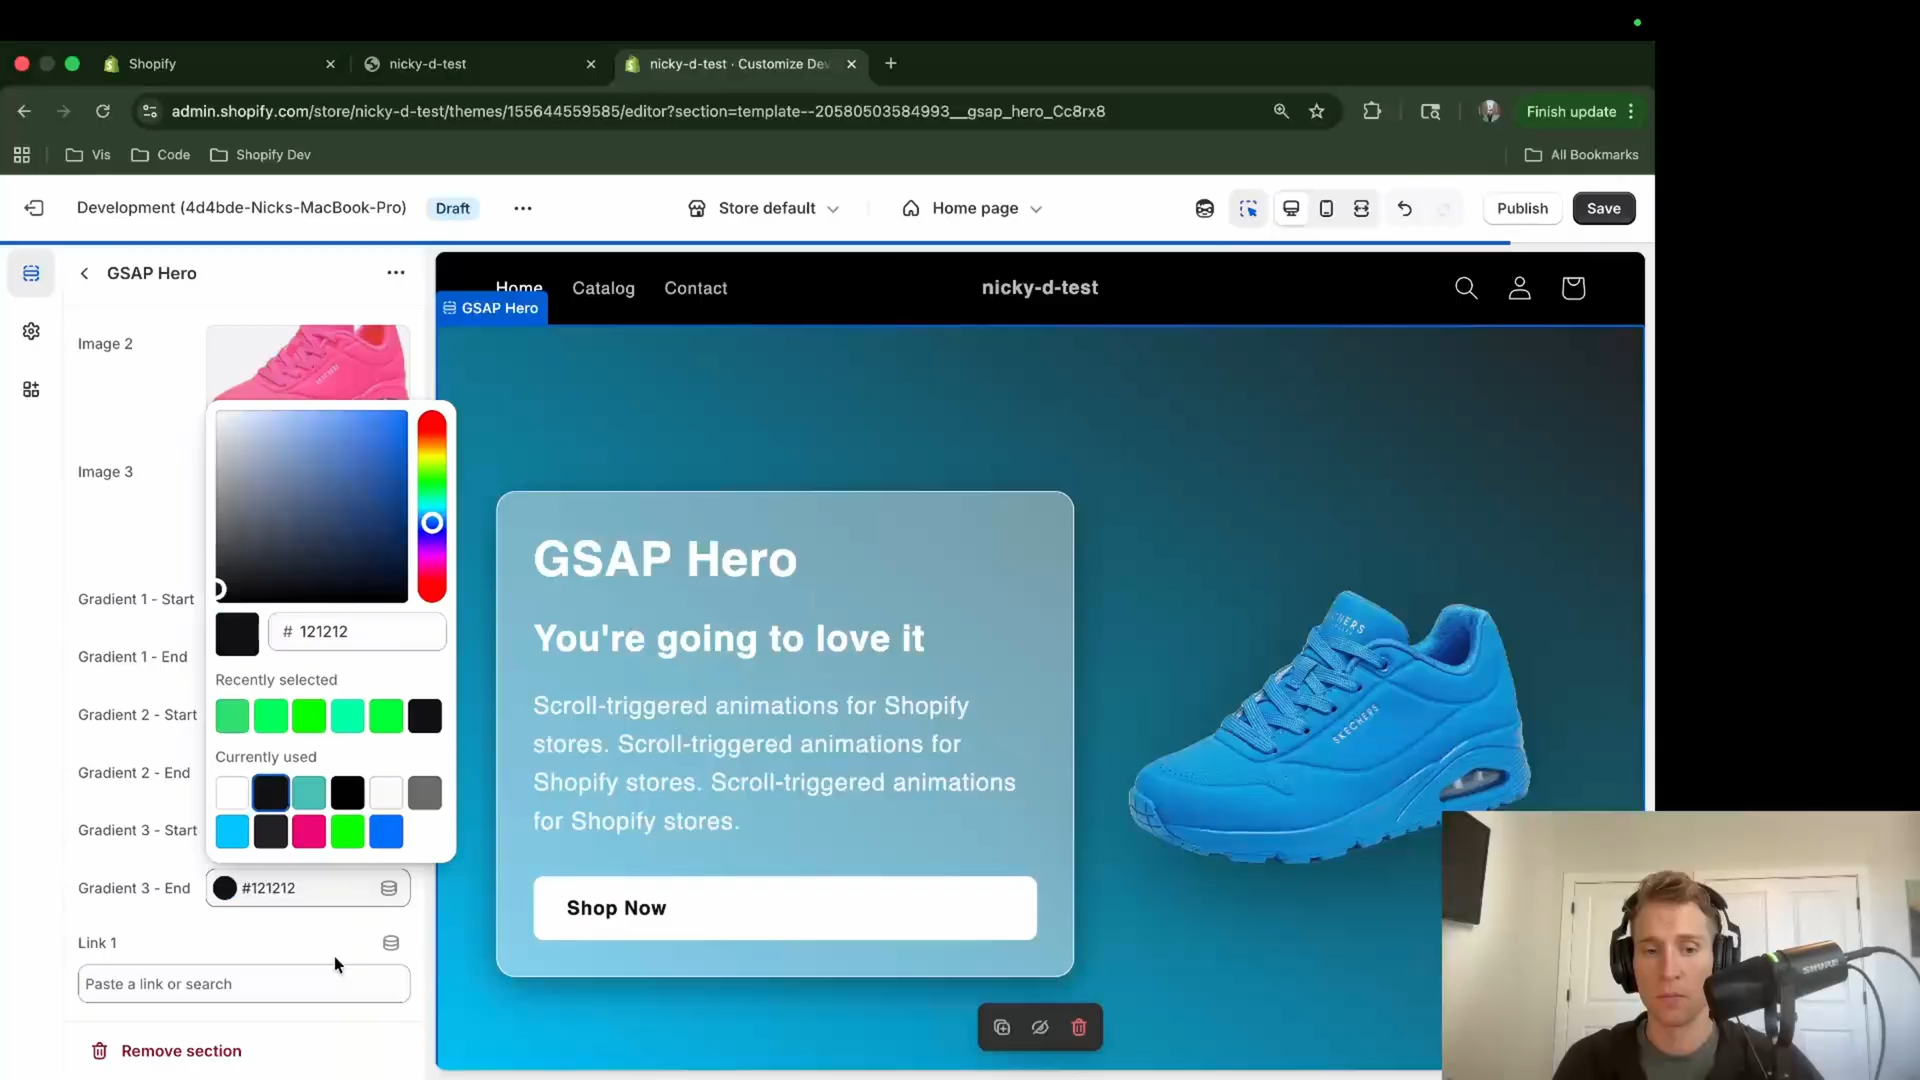 Shopify
nicky-d-test
nicky-d-test · Customize Dev
admin.shopify.com/store/nicky-d-test/themes/155644559585/editor?section=template--20580503584993__gsap_hero_Cc8rx8
Finish update
Vis
Code
Shopify Dev
All Bookmarks
Development (4d4bde-Nicks-MacBook-Pro)
Draft
Store default
Home page
Publish
Save
GSAP Hero
Image 2
Image 3
Gradient 1 - Start
Gradient 1 - End
Gradient 2 - Start
Gradient 2 - End
Gradient 3 - Start
Gradient 3 - End
# 121212
Recently selected
Currently used
#121212
Link 1
Paste a link or search
Remove section
Home
Catalog
Contact
nicky-d-test
GSAP Hero
GSAP Hero
You're going to love it
Scroll-triggered animations for Shopify
stores. Scroll-triggered animations for
Shopify stores. Scroll-triggered animations
for Shopify stores.
Shop Now
SKECHERS
SKECHERS
SHURE